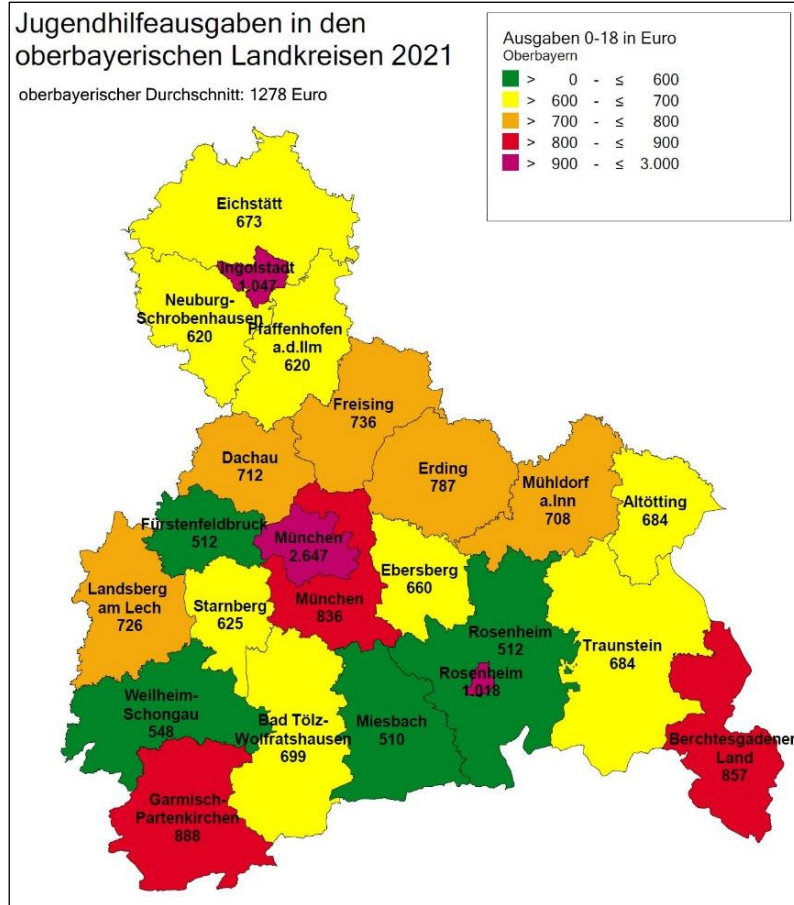 Jugendhilfeausgaben in den
oberbayerischen Landkreisen 2021
oberbayerischer Durchschnitt: 1278 Euro
Ausgaben 0-18 in Euro
Oberbayern
> 0 - ≤ 600
> 600 - ≤ 700
> 700 - ≤ 800
> 800 - ≤ 900
> 900 - ≤ 3.000
Eichstätt
673
Ingolstadt
1.047
Neuburg-
Schrobenhausen
620
Pfaffenhofen
a.d.Ilm
620
Freising
736
Dachau
712
Erding
787
Mühldorf
a.Inn
708
Altötting
684
Fürstenfeldbruck
512
München
2.647
Ebersberg
660
Landsberg
am Lech
726
Starnberg
625
München
836
Rosenheim
512
Traunstein
684
Rosenheim
1.018
Weilheim-
Schongau
548
Bad Tölz-
Wolfratshausen
699
Miesbach
510
Berchtesgadener
Land
857
Garmisch-
Partenkirchen
888